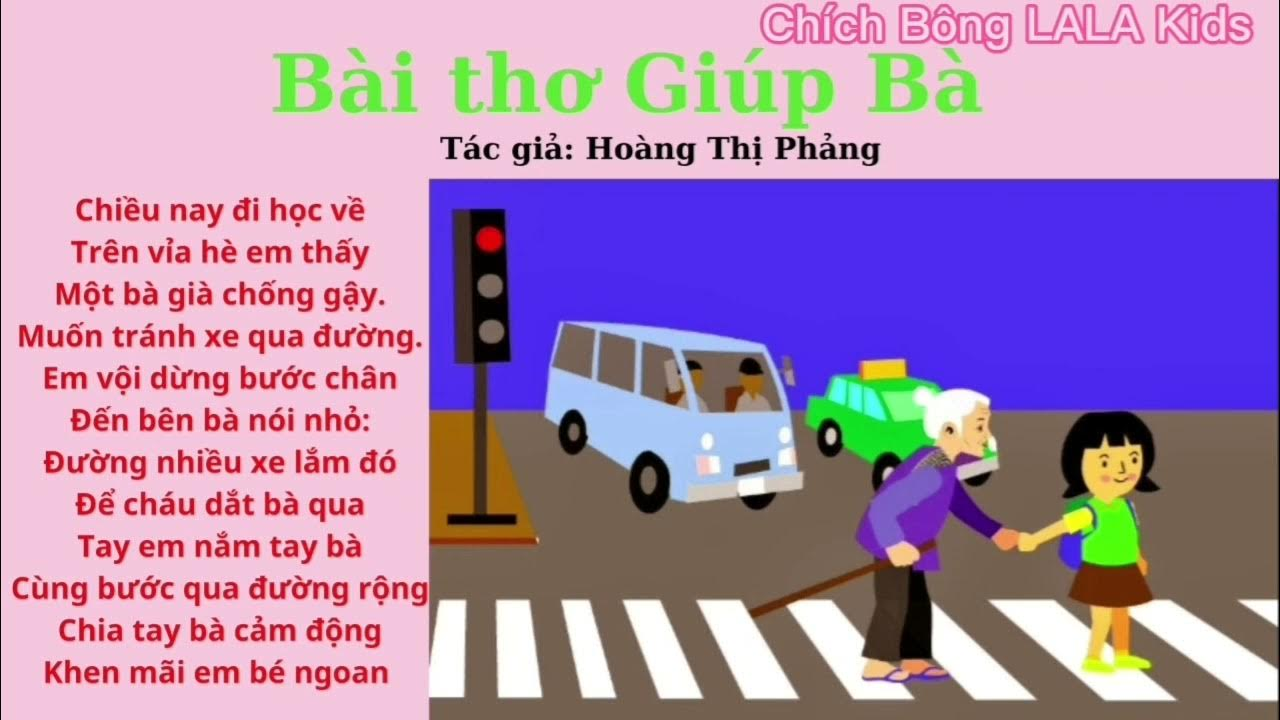 Chích Bông LALA Kids
Bài thơ Giúp Bà
Tác giả: Hoàng Thị Phảng
Chiều nay đi học về
Trên vỉa hè em thấy
Một bà già chống gậy.
Muốn tránh xe qua đường.
Em vội dừng bước chân
Đến bên bà nói nhỏ:
Đường nhiều xe lắm đó
Để cháu dắt bà qua
Tay em nắm tay bà
Cùng bước qua đường rộng
Chia tay bà cảm động
Khen mãi em bé ngoan